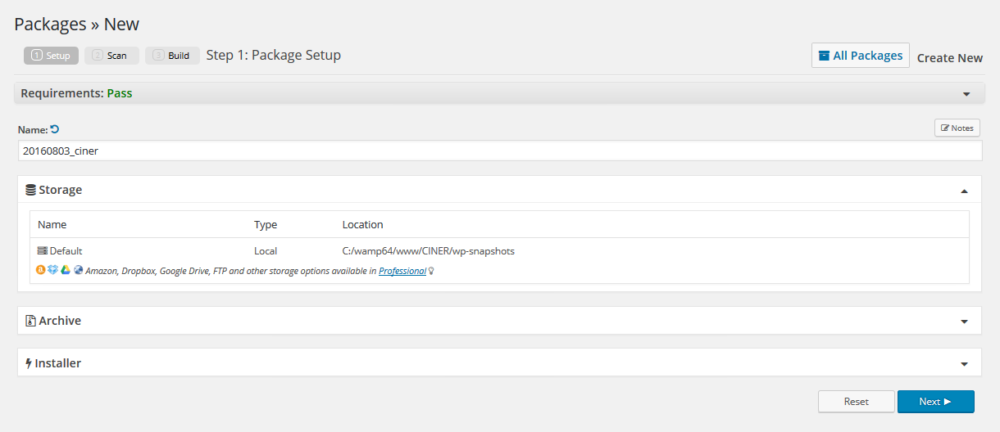 Packages » New
1 Setup 2 Scan 3 Build Step 1: Package Setup All Packages Create New
Requirements: Pass
Name: Notes
20160803_ciner
Storage
Name Type Location
Default Local C:/wamp64/www/CINER/wp-snapshots
Amazon, Dropbox, Google Drive, FTP and other storage options available in Professional
Archive
Installer
Reset Next